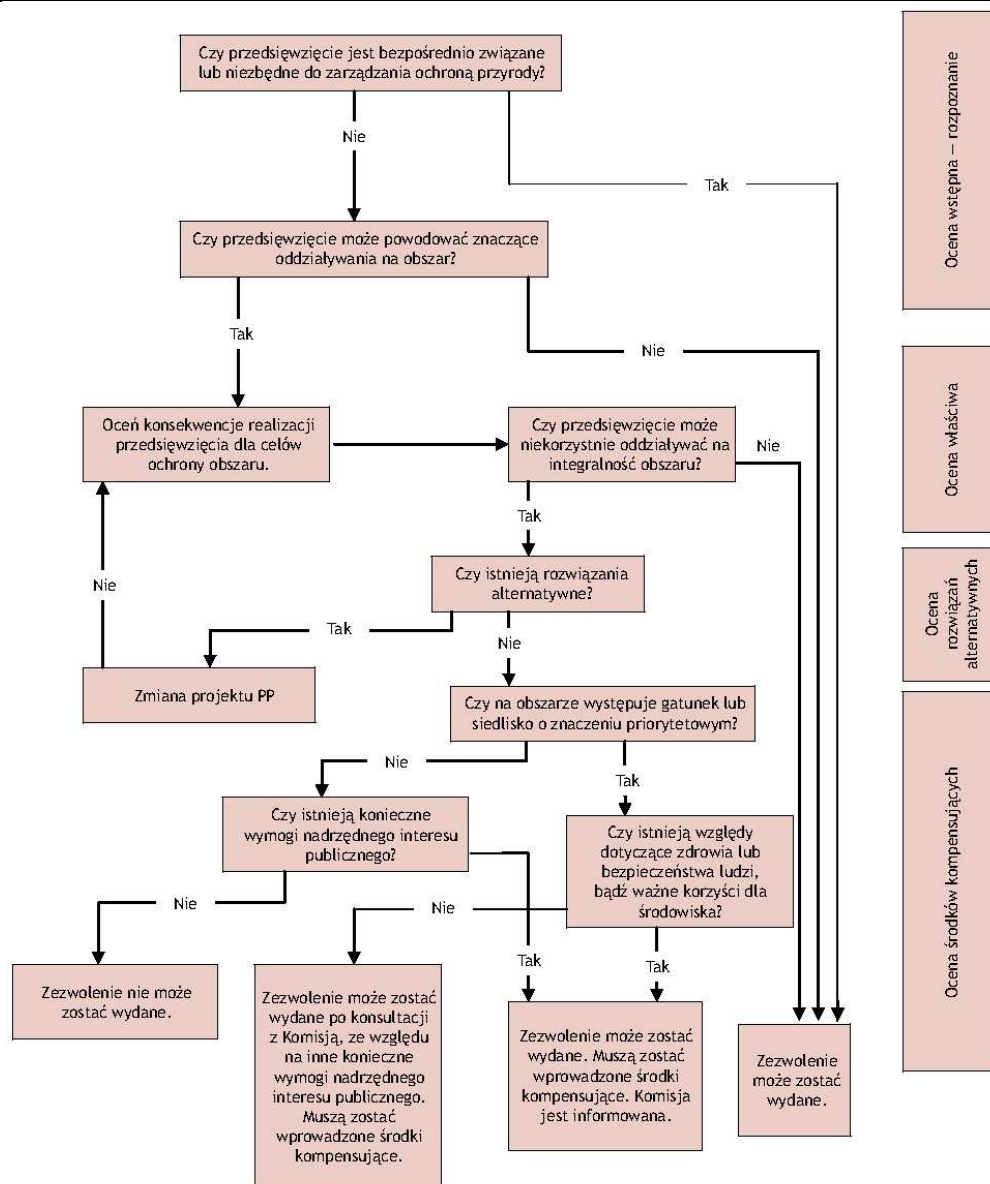 Czy przedsięwzięcie jest bezpośrednio związane
lub niezbędne do zarządzania ochroną przyrody?
Nie
Tak
Czy przedsięwzięcie może powodować znaczące
oddziaływania na obszar?
Tak
Nie
Oceń konsekwencje realizacji
przedsięwzięcia dla celów
ochrony obszaru.
Czy przedsięwzięcie może
niekorzystnie oddziaływać na
integralność obszaru?
Nie
Tak
Czy istnieją rozwiązania
alternatywne?
Nie
Tak
Nie
Zmiana projektu PP
Czy na obszarze występuje gatunek lub
siedlisko o znaczeniu priorytetowym?
Nie
Tak
Czy istnieją konieczne
wymogi nadrzędnego interesu
publicznego?
Czy istnieją względy
dotyczące zdrowia lub
bezpieczeństwa ludzi,
bądź ważne korzyści dla
środowiska?
Nie
Nie
Tak
Tak
Zezwolenie nie może
zostać wydane.
Zezwolenie może zostać
wydane po konsultacji
z Komisją, ze względu
na inne konieczne
wymogi nadrzędnego
interesu publicznego.
Muszą zostać
wprowadzone środki
kompensujące.
Zezwolenie może zostać
wydane. Muszą zostać
wprowadzone środki
kompensujące. Komisja
jest informowana.
Zezwolenie
może zostać
wydane.
Ocena wstępna – rozpoznanie
Ocena właściwa
Ocena
rozwiązań
alternatywnych
Ocena środków kompensujących